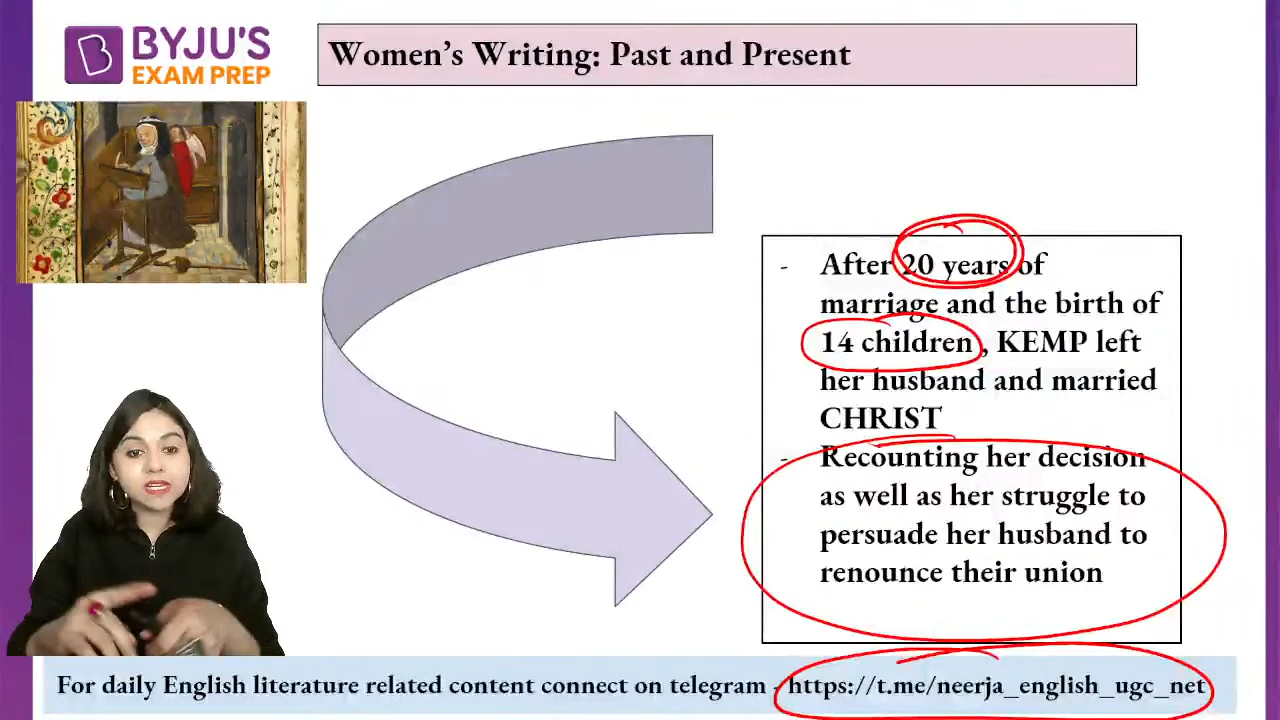 BYJU'S
EXAM PREP
Women's Writing: Past and Present
- After 20 years of
marriage and the birth of
14 children , KEMP left
her husband and married
CHRIST
- Recounting her decision
as well as her struggle to
persuade her husband to
renounce their union
For daily English literature related content connect on telegram - https://t.me/neerja_english_ugc_net